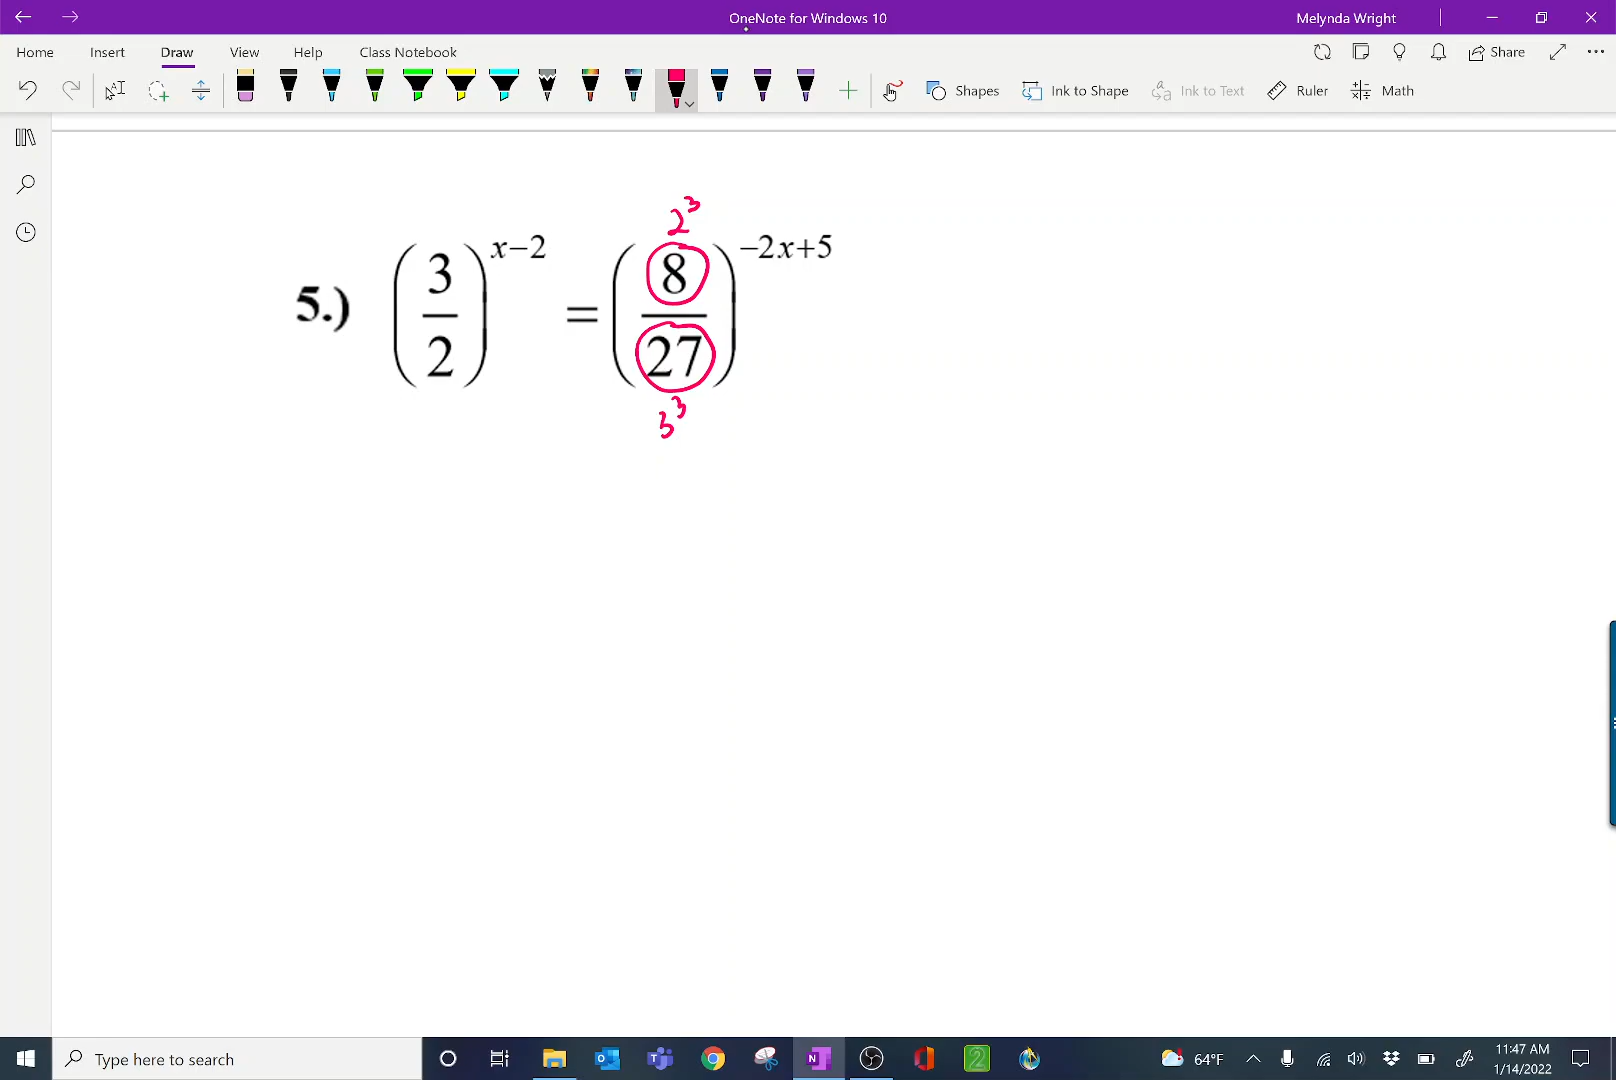 OneNote for Windows 10
Melynda Wright
Home Insert Draw View Help Class Notebook
Share
Shapes Ink to Shape Ink to Text Ruler Math
5.) (3/2)^(x−2) = (8/27)^(−2x+5)
2³
3³
Type here to search
64°F
11:47 AM
1/14/2022